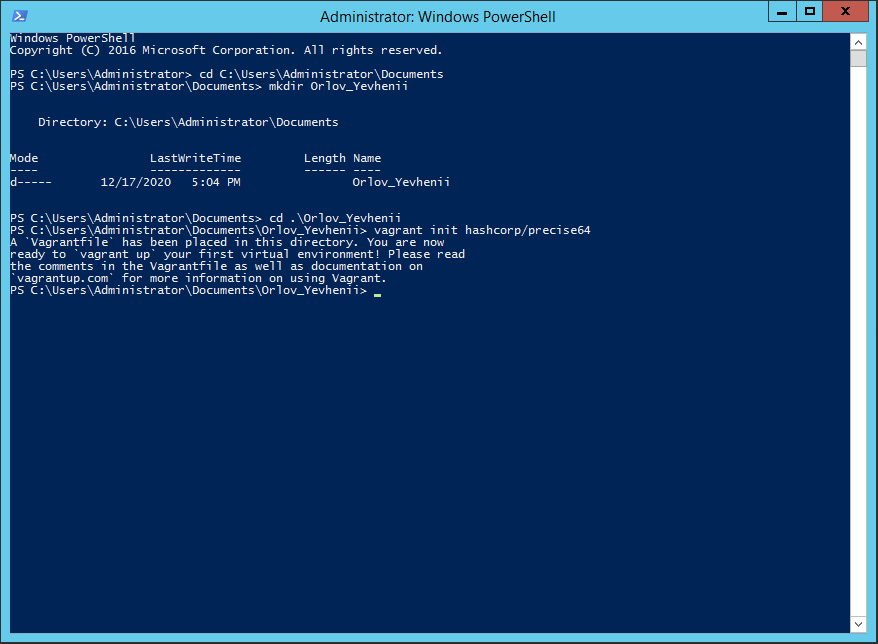 Administrator: Windows PowerShell
Windows PowerShell
Copyright (C) 2016 Microsoft Corporation. All rights reserved.
PS C:\Users\Administrator> cd C:\Users\Administrator\Documents
PS C:\Users\Administrator\Documents> mkdir Orlov_Yevhenii
Directory: C:\Users\Administrator\Documents
Mode LastWriteTime Length Name
---- ------------- ------ ----
d----- 12/17/2020 5:04 PM Orlov_Yevhenii
PS C:\Users\Administrator\Documents> cd .\Orlov_Yevhenii
PS C:\Users\Administrator\Documents\Orlov_Yevhenii> vagrant init hashcorp/precise64
A `Vagrantfile` has been placed in this directory. You are now
ready to `vagrant up` your first virtual environment! Please read
the comments in the Vagrantfile as well as documentation on
`vagrantup.com` for more information on using Vagrant.
PS C:\Users\Administrator\Documents\Orlov_Yevhenii>